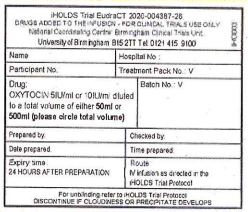 iHOLDS Trial EudraCT 2020-004387-26
DRUGS ADDED TO THE INFUSION - FOR CLINICAL TRIALS USE ONLY
National Coordinating Centre: Birmingham Clinical Trials Unit,
University of Birmingham B15 2TT Tel 0121 415 9100
Name
Hospital No :
Participant No.
Treatment Pack No.: V
Drug:
OXYTOCIN 5IU/ml or 10IU/ml diluted
to a total volume of either 50ml or
500ml (please circle total volume)
Batch No.: V
Prepared by:
Checked by:
Date prepared:
Time prepared:
Expiry time
24 HOURS AFTER PREPARATION
Route
IV infusion as directed in the
iHOLDS Trial Protocol
For unblinding refer to iHOLDS Trial Protocol
DISCONTINUE IF CLOUDINESS OR PRECIPITATE DEVELOPS